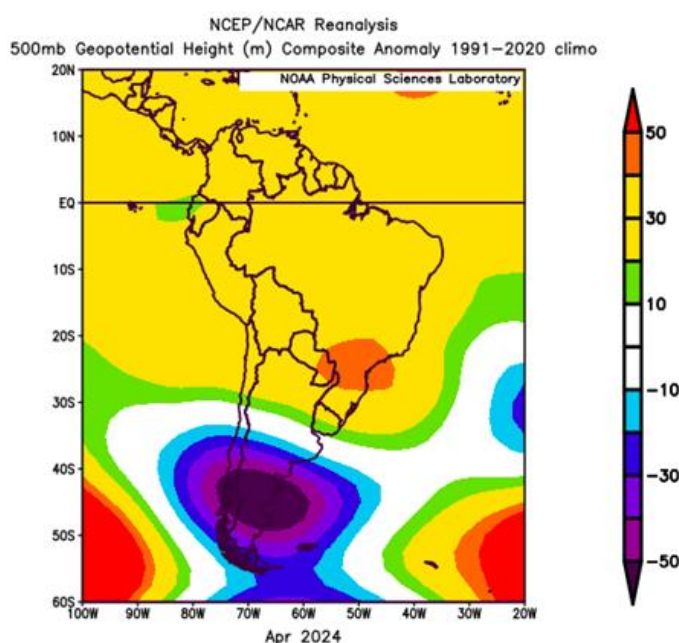 NCEP/NCAR Reanalysis
500mb Geopotential Height (m) Composite Anomaly 1991-2020 climo
NOAA Physical Sciences Laboratory
20N
10N
EQ
10S
20S
30S
40S
50S
60S
100W 90W 80W 70W 60W 50W 40W 30W 20W
Apr 2024
50
30
10
-10
-30
-50